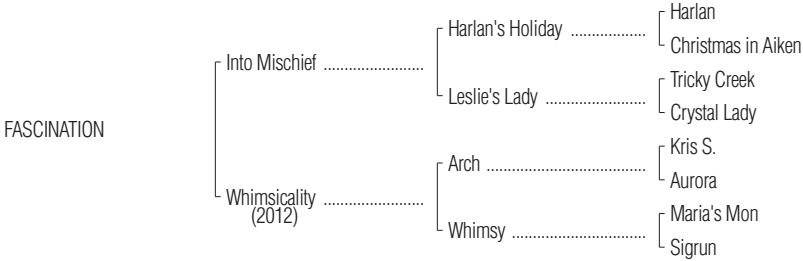 Harlan
Harlan's Holiday ..................
Christmas in Aiken
Into Mischief ........................
Tricky Creek
Leslie's Lady ........................
Crystal Lady
FASCINATION
Kris S.
Arch ......................................
Aurora
Whimsicality ........................
(2012)
Maria's Mon
Whimsy ................................
Sigrun